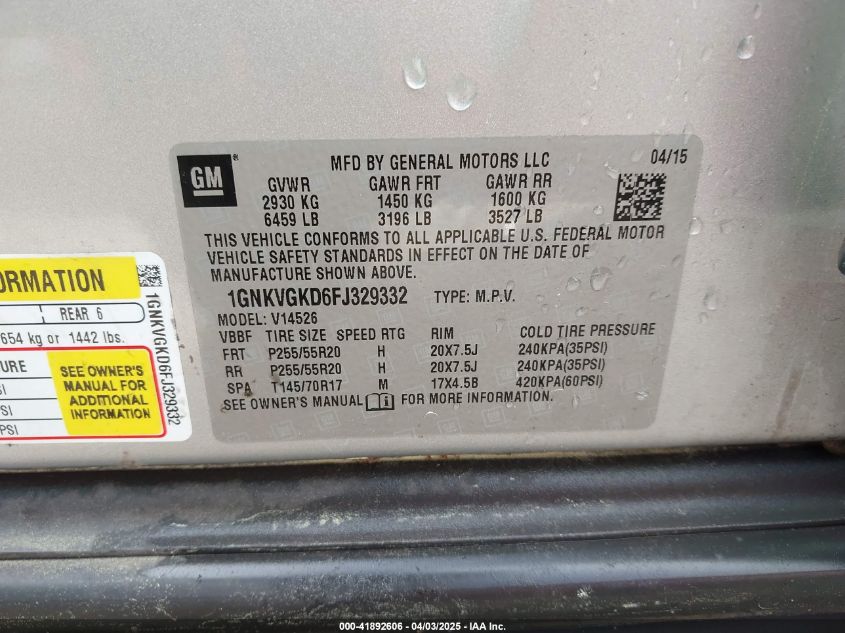 GM
MFD BY GENERAL MOTORS LLC 04/15
GVWR GAWR FRT GAWR RR
2930 KG 1450 KG 1600 KG
6459 LB 3196 LB 3527 LB
THIS VEHICLE CONFORMS TO ALL APPLICABLE U.S. FEDERAL MOTOR
VEHICLE SAFETY STANDARDS IN EFFECT ON THE DATE OF
MANUFACTURE SHOWN ABOVE.
1GNKVGKD6FJ329332 TYPE: M.P.V.
MODEL: V14526
VBBF TIRE SIZE SPEED RTG RIM COLD TIRE PRESSURE
FRT P255/55R20 H 20X7.5J 240KPA(35PSI)
RR P255/55R20 H 20X7.5J 240KPA(35PSI)
SPA T145/70R17 M 17X4.5B 420KPA(60PSI)
SEE OWNER'S MANUAL FOR MORE INFORMATION.
ORMATION
REAR 6
654 kg or 1442 lbs.
URE
SEE OWNER'S
MANUAL FOR
ADDITIONAL
INFORMATION
SI
PSI
PSI
1GNKVGKD6FJ329332
000-41892606 - 04/03/2025 - IAA Inc.